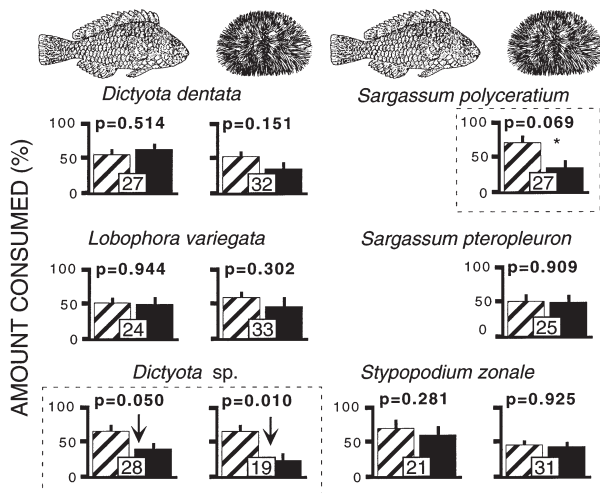 Dictyota dentata
Sargassum polyceratium
AMOUNT CONSUMED (%)
100 p=0.514 p=0.151
50
0 27 32
100 p=0.069
*
50
0 27
Lobophora variegata
Sargassum pteropleuron
100 p=0.944 p=0.302
50
0 24 33
100 p=0.909
50
0 25
Dictyota sp.
Stypopodium zonale
100 p=0.050 p=0.010
50
0 28 19
100 p=0.281 p=0.925
50
0 21 31